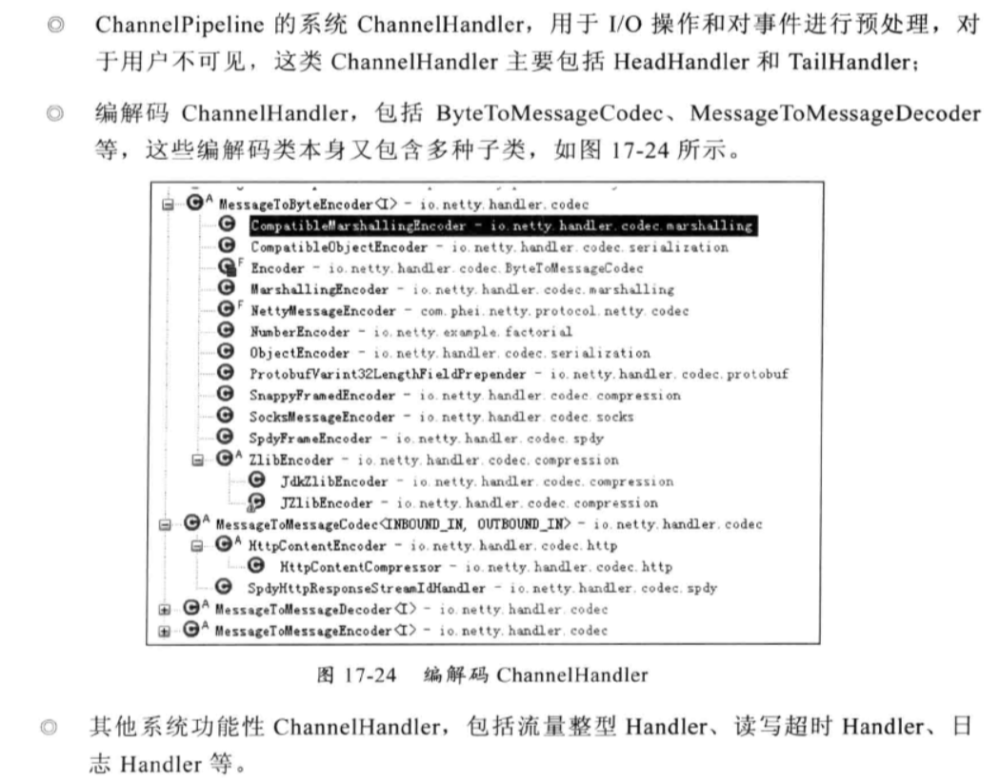 ◎ ChannelPipeline 的系统 ChannelHandler，用于 I/O 操作和对事件进行预处理，对
于用户不可见，这类 ChannelHandler 主要包括 HeadHandler 和 TailHandler；
◎ 编解码 ChannelHandler，包括 ByteToMessageCodec、MessageToMessageDecoder
等，这些编解码类本身又包含多种子类，如图 17-24 所示。
MessageToByteEncoder<I> - io.netty.handler.codec
CompatibleMarshallingEncoder - io.netty.handler.codec.marshalling
CompatibleObjectEncoder - io.netty.handler.codec.serialization
Encoder - io.netty.handler.codec.ByteToMessageCodec
MarshallingEncoder - io.netty.handler.codec.marshalling
NettyMessageEncoder - com.phei.netty.protocol.netty.codec
NumberEncoder - io.netty.example.factorial
ObjectEncoder - io.netty.handler.codec.serialization
ProtobufVarint32LengthFieldPrepender - io.netty.handler.codec.protobuf
SnappyFramedEncoder - io.netty.handler.codec.compression
SocksMessageEncoder - io.netty.handler.codec.socks
SpdyFrameEncoder - io.netty.handler.codec.spdy
ZlibEncoder - io.netty.handler.codec.compression
JdkZlibEncoder - io.netty.handler.codec.compression
JZlibEncoder - io.netty.handler.codec.compression
MessageToMessageCodec<INBOUND_IN, OUTBOUND_IN> - io.netty.handler.codec
HttpContentEncoder - io.netty.handler.codec.http
HttpContentCompressor - io.netty.handler.codec.http
SpdyHttpResponseStreamIdHandler - io.netty.handler.codec.spdy
MessageToMessageDecoder<I> - io.netty.handler.codec
MessageToMessageEncoder<I> - io.netty.handler.codec
图 17-24 编解码 ChannelHandler
◎ 其他系统功能性 ChannelHandler，包括流量整型 Handler、读写超时 Handler、日
志 Handler 等。